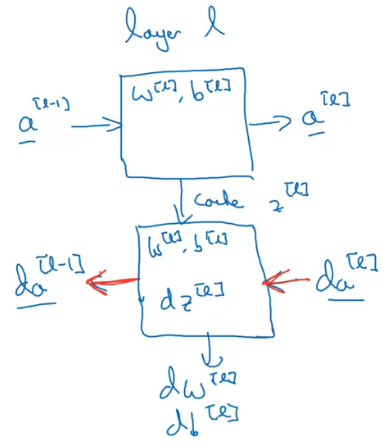 layer l
w^[l], b^[l]
a^[l-1]
a^[l]
cache z^[l]
w^[l], b^[l]
da^[l-1]
dz^[l]
da^[l]
dw^[l]
db^[l]